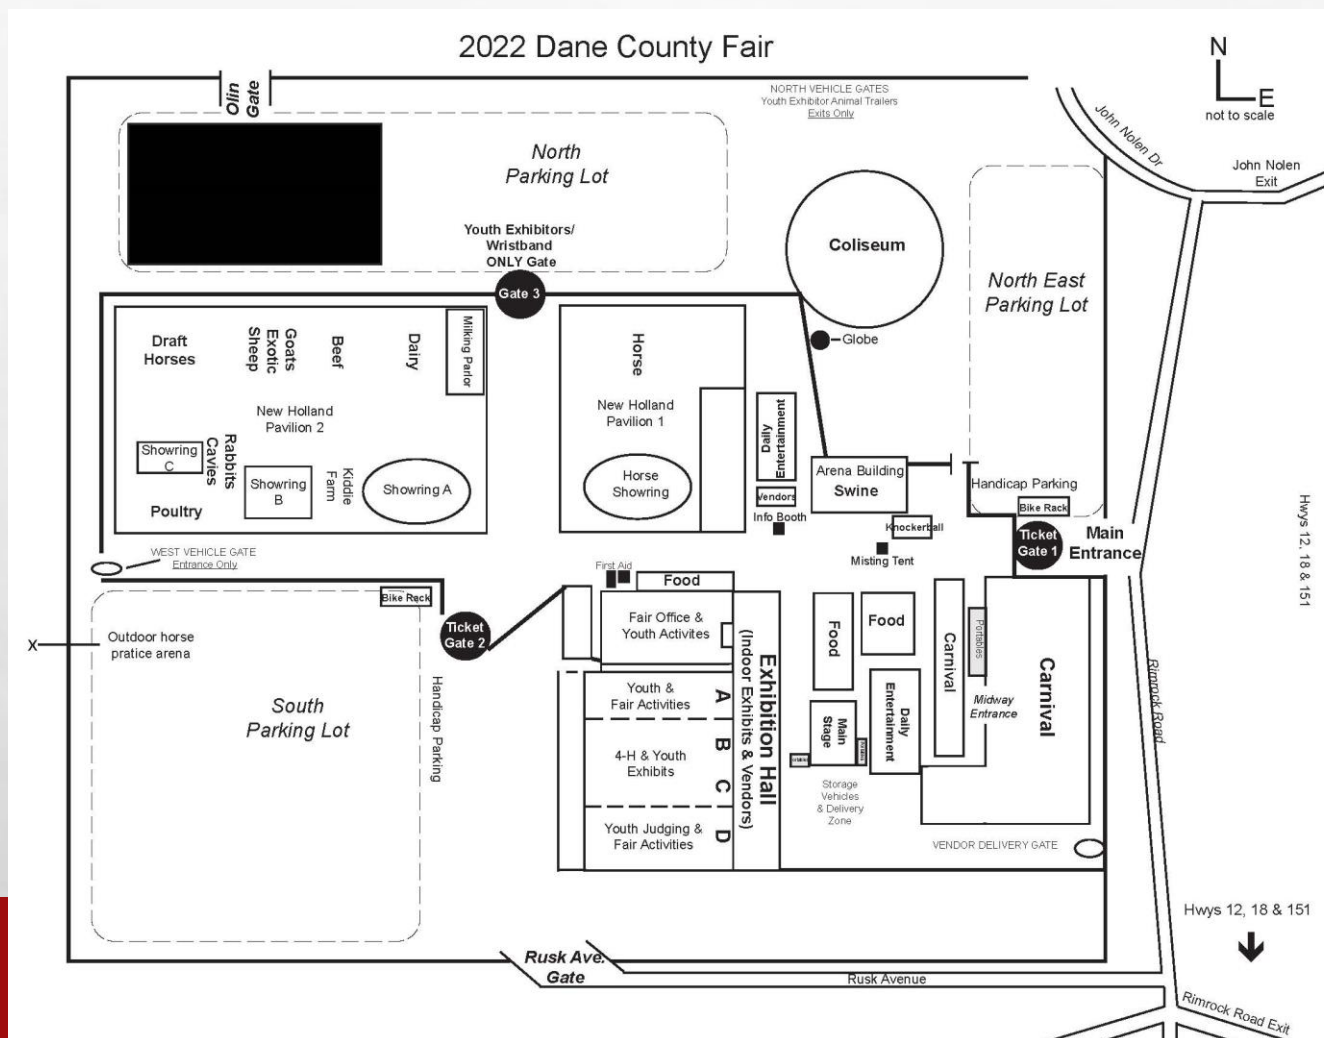 2022 Dane County Fair
N
E
not to scale
Olin
Gate
NORTH VEHICLE GATES
Youth Exhibitor Animal Trailers
Exits Only
John Nolen Dr
John Nolen
Exit
North
Parking Lot
Youth Exhibitors/
Wristband
ONLY Gate
Gate 3
Coliseum
North East
Parking Lot
Globe
Draft
Horses
Goats
Exotic
Sheep
Beef
Dairy
Milking Parlor
New Holland
Pavilion 2
Showring
C
Rabbits
Cavies
Showring
B
Kiddie
Farm
Showring A
Poultry
Horse
New Holland
Pavilion 1
Horse
Showring
Daily
Entertainment
Vendors
Info Booth
Arena Building
Swine
Knockerball
Misting Tent
Handicap Parking
Bike Rack
Ticket
Gate 1
Main
Entrance
Hwys 12, 18 & 151
WEST VEHICLE GATE
Entrance Only
Bike Rack
Ticket
Gate 2
X
Outdoor horse
pratice arena
South
Parking Lot
Handicap Parking
First Aid
Food
Fair Office &
Youth Activites
Youth &
Fair Activities
A
4-H & Youth
Exhibits
B
C
Youth Judging &
Fair Activities
D
Exhibition Hall
(Indoor Exhibits & Vendors)
Food
Food
Main
Stage
Daily
Entertainment
Carnival
Portables
Midway
Entrance
Carnival
Storage
Vehicles
& Delivery
Zone
VENDOR DELIVERY GATE
Rimrock Road
Hwys 12, 18 & 151
Rusk Ave.
Gate
Rusk Avenue
Rimrock Road Exit